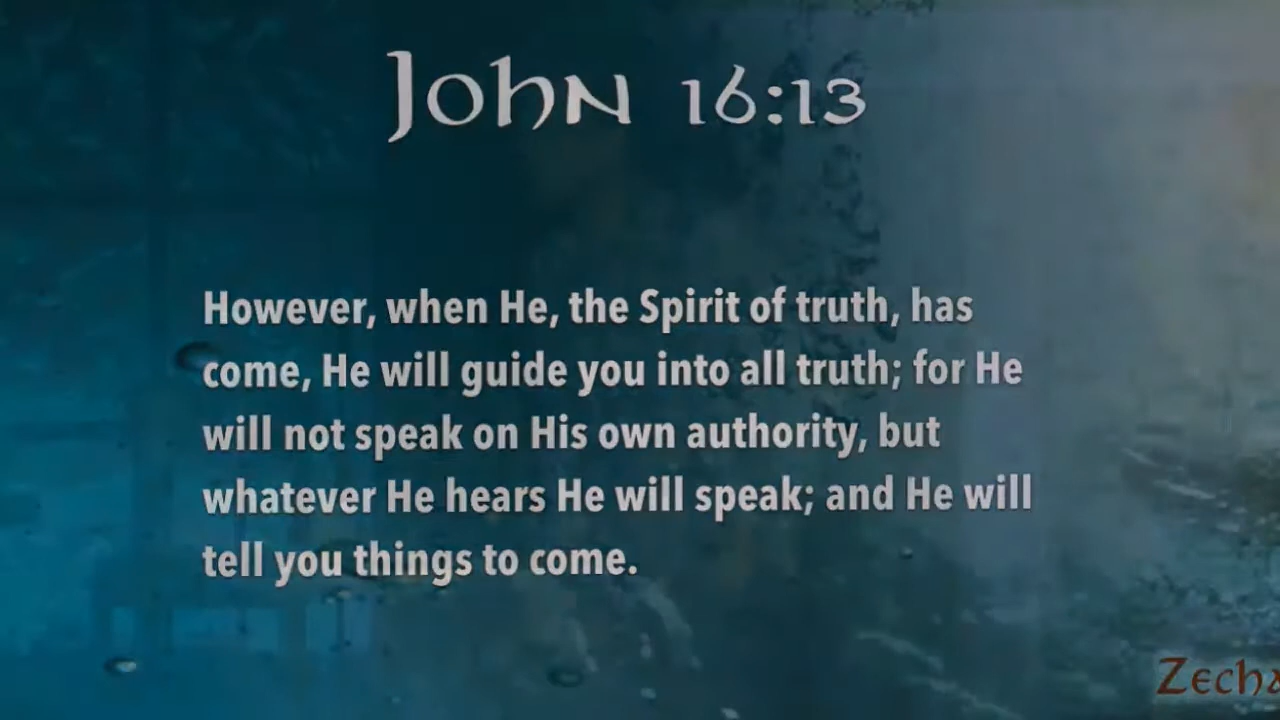 John 16:13
However, when He, the Spirit of truth, has
come, He will guide you into all truth; for He
will not speak on His own authority, but
whatever He hears He will speak; and He will
tell you things to come.